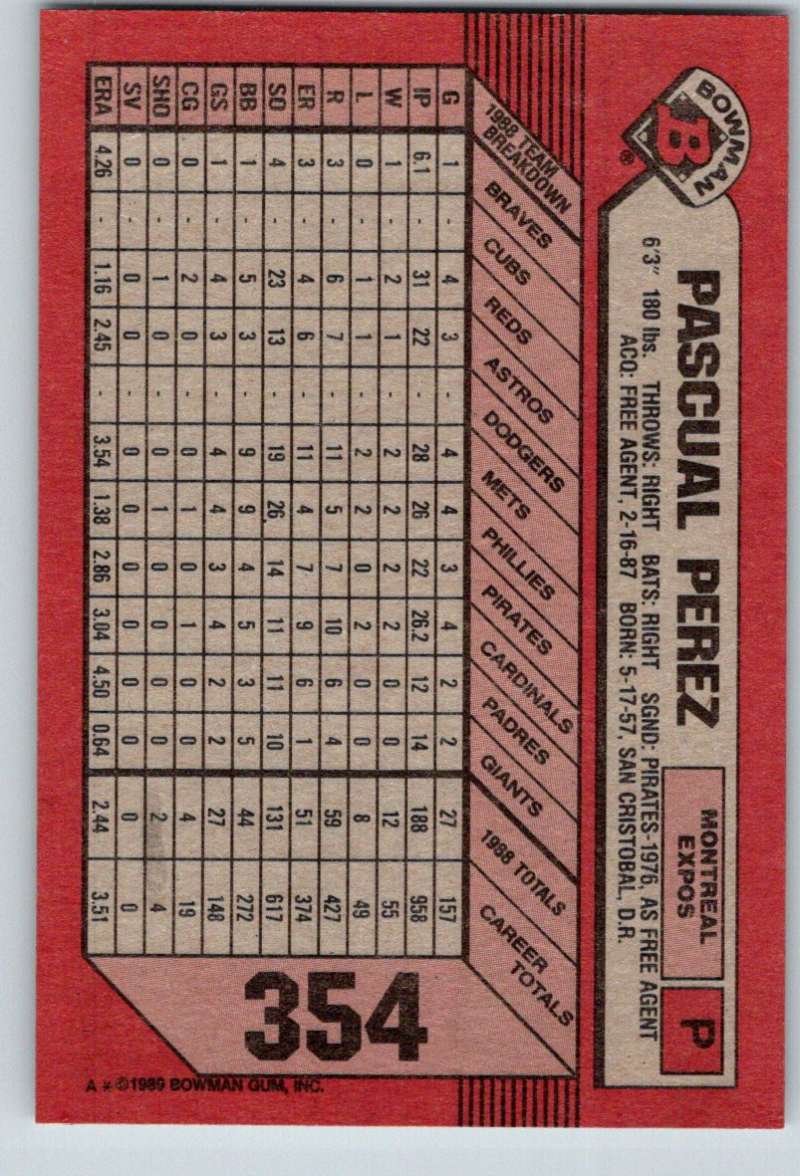 BOWMAN
B
®
PASCUAL PEREZ
MONTREAL
EXPOS
P
6'3" 180 lbs. THROWS: RIGHT BATS: RIGHT SGND: PIRATES-1976, AS FREE AGENT
ACQ: FREE AGENT, 2-16-87 BORN: 5-17-57, SAN CRISTOBAL, D.R.
1988 TEAM BREAKDOWN BRAVES CUBS REDS ASTROS DODGERS METS PHILLIES PIRATES CARDINALS PADRES GIANTS 1988 TOTALS CAREER TOTALS
G 1 - 4 3 - 4 4 3 4 2 2 27 157
IP 6.1 - 31 22 - 28 26 22 26.2 12 14 188 958
W 1 - 2 1 - 2 2 2 2 0 0 12 55
L 0 - 1 1 - 2 2 0 2 0 0 8 49
R 3 - 6 7 - 11 5 7 10 6 4 59 427
ER 3 - 4 6 - 11 4 7 9 6 1 51 374
SO 4 - 23 13 - 19 26 14 11 11 10 131 617
BB 1 - 5 3 - 9 9 4 5 3 5 44 272
GS 1 - 4 3 - 4 4 3 4 2 2 27 148
CG 0 - 2 0 - 0 1 0 1 0 0 4 19
SHO 0 - 1 0 - 0 1 0 0 0 0 2 4
SV 0 - 0 0 - 0 0 0 0 0 0 0 0
ERA 4.26 - 1.16 2.45 - 3.54 1.38 2.86 3.04 4.50 0.64 2.44 3.51
354
A * ©1989 BOWMAN GUM, INC.